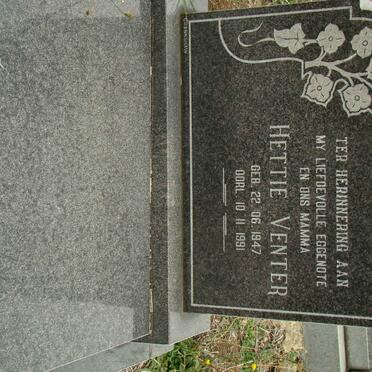 TER HERINNERING AAN
MY LIEFDEVOLLE EGGENOTE
EN ONS MAMMA
HETTIE VENTER
GEB. 22. 06. 1947
OORL. 10. 11. 1991